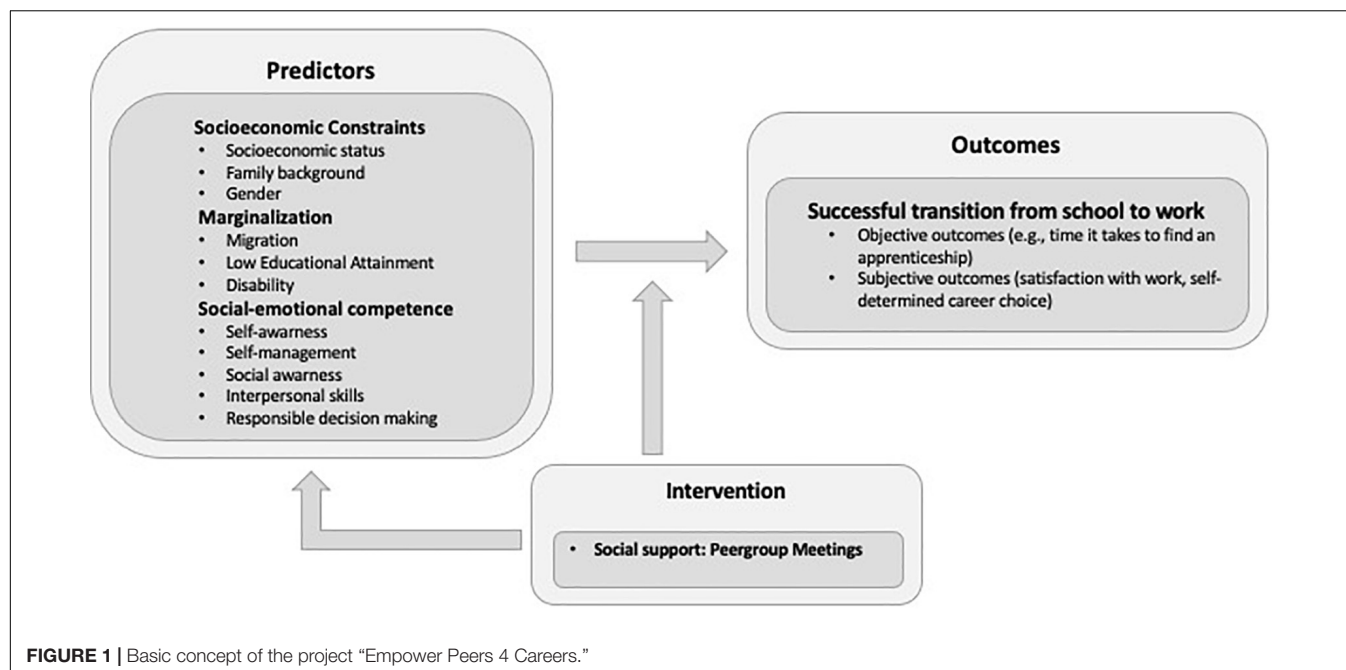 Predictors
Socioeconomic Constraints
• Socioeconomic status
• Family background
• Gender
Marginalization
• Migration
• Low Educational Attainment
• Disability
Social-emotional competence
• Self-awarness
• Self-management
• Social awarness
• Interpersonal skills
• Responsible decision making
Outcomes
Successful transition from school to work
• Objective outcomes (e.g., time it takes to find an
apprenticeship)
• Subjective outcomes (satisfaction with work, self-
determined career choice)
Intervention
• Social support: Peergroup Meetings
FIGURE 1 | Basic concept of the project “Empower Peers 4 Careers.”